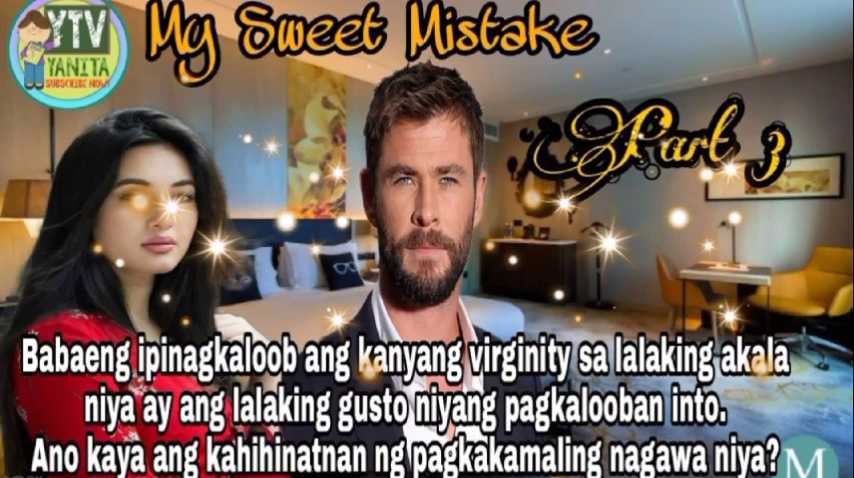 YTV
YANITA
SUBSCRIBE NOW!
My Sweet Mistake
Part 3
Babaeng ipinagkaloob ang kanyang virginity sa lalaking akala
niya ay ang lalaking gusto niyang pagkalooban into.
Ano kaya ang kahihinatnan ng pagkakamaling nagawa niya?
M